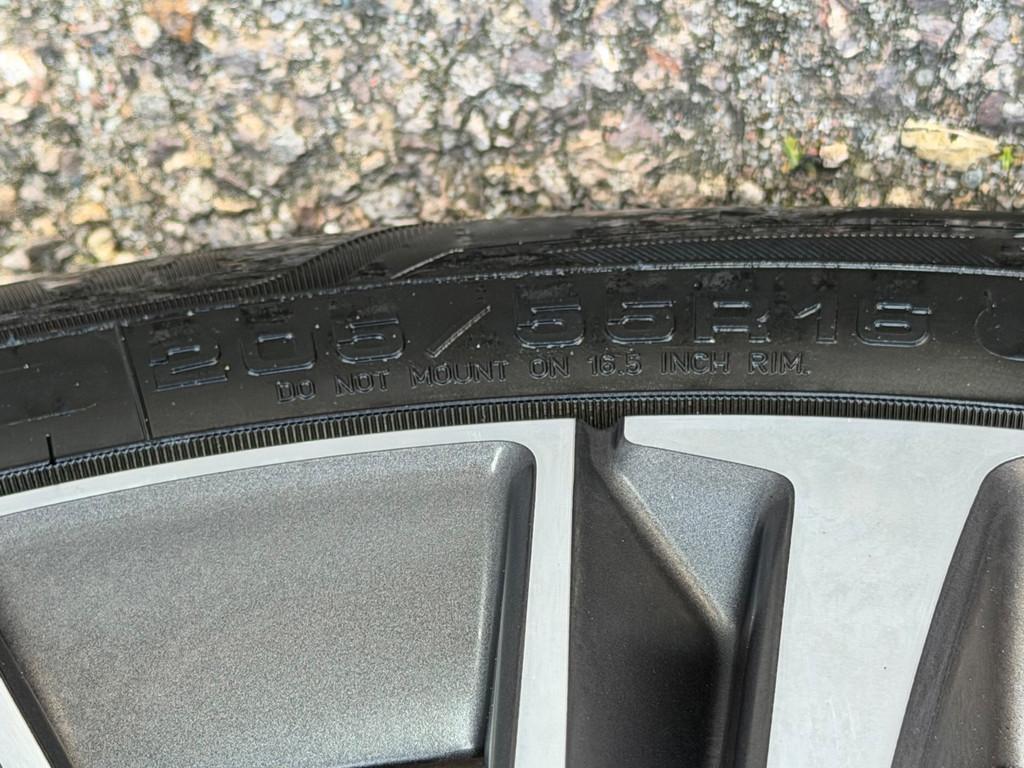 205/55R16
DO NOT MOUNT ON 16.5 INCH RIM.